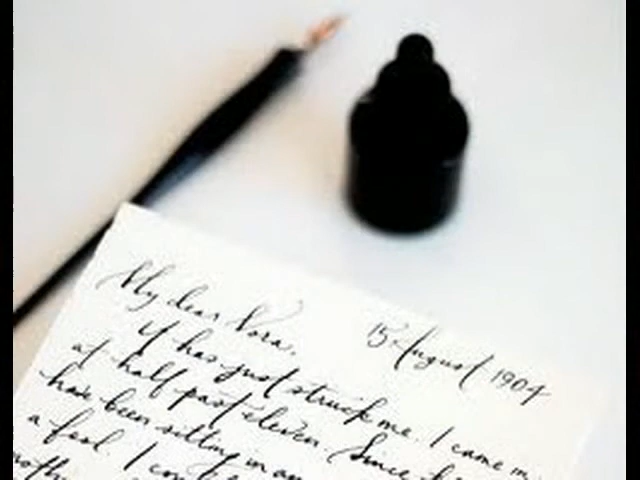 My dear Nora, 15 August 1904
It has just struck me. I came in
at half past eleven. Since
have been sitting in an
a fool. I